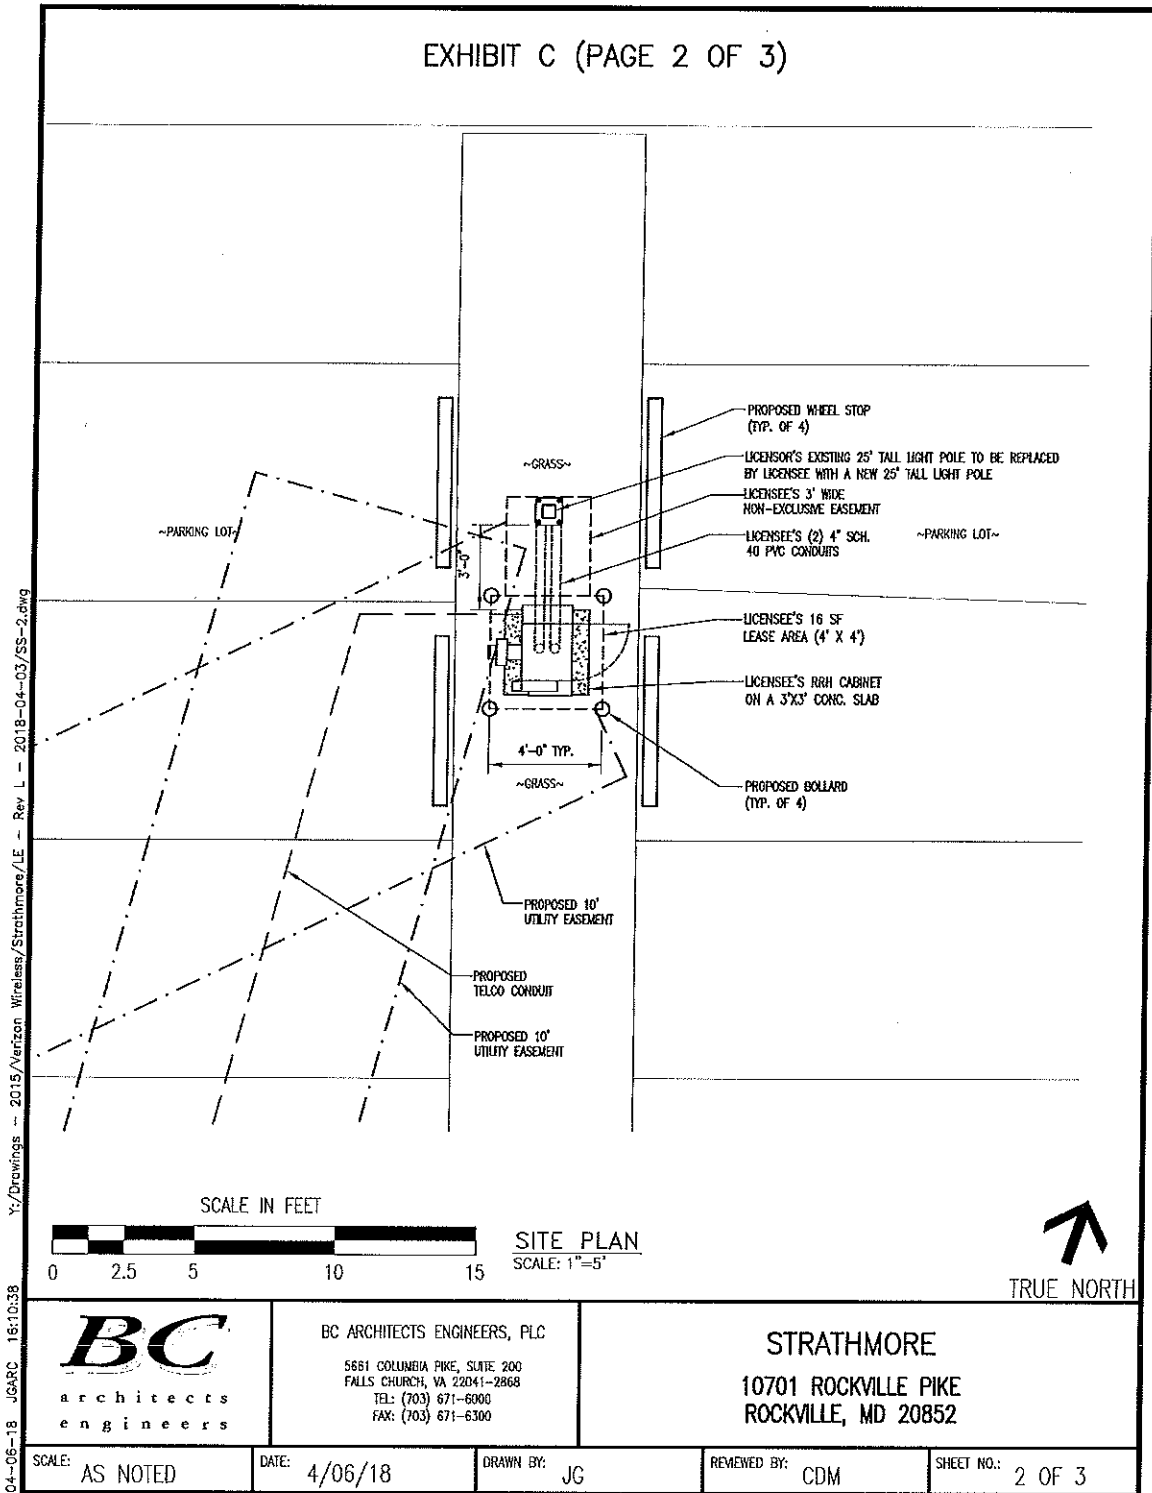 EXHIBIT C (PAGE 2 OF 3)
PROPOSED WHEEL STOP
(TYP. OF 4)
~GRASS~
LICENSOR'S EXISTING 25' TALL LIGHT POLE TO BE REPLACED
BY LICENSEE WITH A NEW 25' TALL LIGHT POLE
LICENSEE'S 3' WIDE
NON-EXCLUSIVE EASEMENT
~PARKING LOT~
LICENSEE'S (2) 4" SCH.
40 PVC CONDUITS
~PARKING LOT~
3'-0"
LICENSEE'S 16 SF
LEASE AREA (4' X 4')
LICENSEE'S RRH CABINET
ON A 3'X3' CONC. SLAB
4'-0" TYP.
~GRASS~
PROPOSED BOLLARD
(TYP. OF 4)
PROPOSED 10'
UTILITY EASEMENT
PROPOSED
TELCO CONDUIT
PROPOSED 10'
UTILITY EASEMENT
SCALE IN FEET
0 2.5 5 10 15
SITE PLAN
SCALE: 1"=5'
TRUE NORTH
BC
architects
engineers
BC ARCHITECTS ENGINEERS, PLC
5661 COLUMBIA PIKE, SUITE 200
FALLS CHURCH, VA 22041-2868
TEL: (703) 671-6000
FAX: (703) 671-6300
STRATHMORE
10701 ROCKVILLE PIKE
ROCKVILLE, MD 20852
SCALE: AS NOTED
DATE: 4/06/18
DRAWN BY: JG
REVIEWED BY: CDM
SHEET NO.: 2 OF 3
04-06-18 JGARC 16:10:38 Y:/Drawings - 2015/Verizon Wireless/Strathmore/LE - Rev L - 2018-04-03/SS-2.dwg